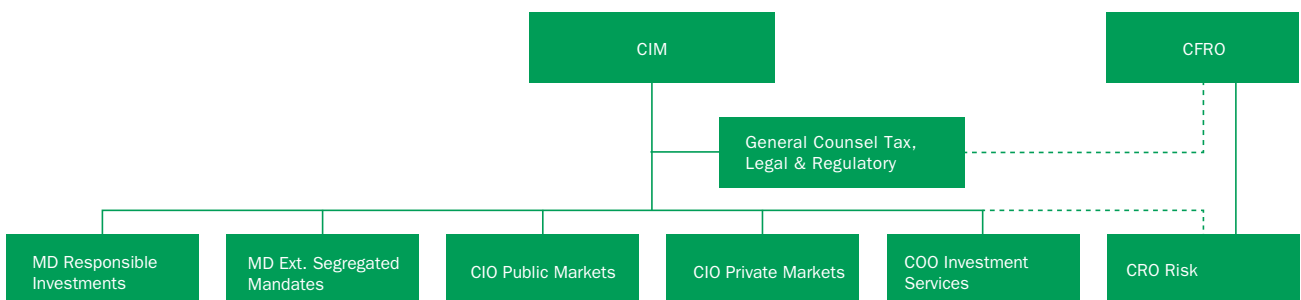 CIM
CFRO
General Counsel Tax,
Legal & Regulatory
MD Responsible
Investments
MD Ext. Segregated
Mandates
CIO Public Markets
CIO Private Markets
COO Investment
Services
CRO Risk